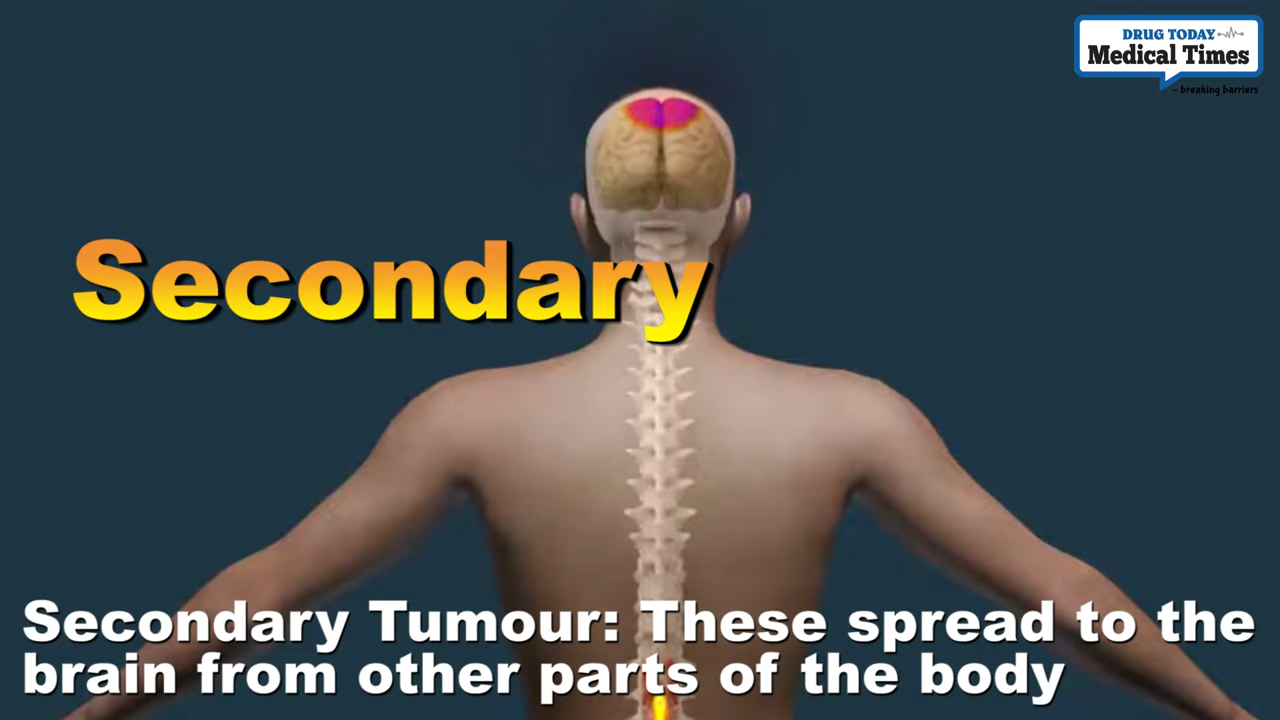 DRUG TODAY
Medical Times
- breaking barriers
Secondary
Secondary Tumour: These spread to the
brain from other parts of the body